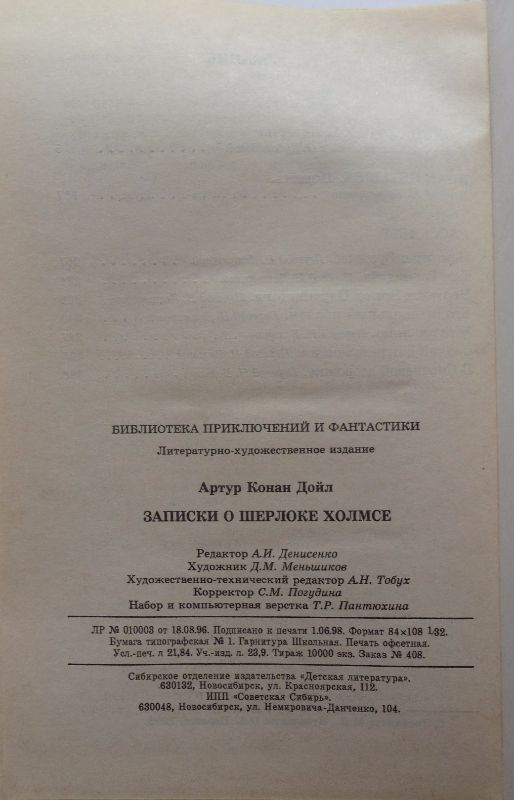 БИБЛИОТЕКА ПРИКЛЮЧЕНИЙ И ФАНТАСТИКИ
Литературно-художественное издание
Артур Конан Дойл
ЗАПИСКИ О ШЕРЛОКЕ ХОЛМСЕ
Редактор А.И. Денисенко
Художник Д.М. Меньшиков
Художественно-технический редактор А.Н. Тобух
Корректор С.М. Погудина
Набор и компьютерная верстка Т.Р. Пантюхина
ЛР № 010003 от 18.08.96. Подписано к печати 1.06.98. Формат 84×108 1/32.
Бумага типографская № 1. Гарнитура Школьная. Печать офсетная.
Усл.-печ. л 21,84. Уч.-изд. л. 23,9. Тираж 10000 экз. Заказ № 408.
Сибирское отделение издательства «Детская литература».
630132, Новосибирск, ул. Красноярская, 112.
ИПП «Советская Сибирь».
630048, Новосибирск, ул. Немировича-Данченко, 104.